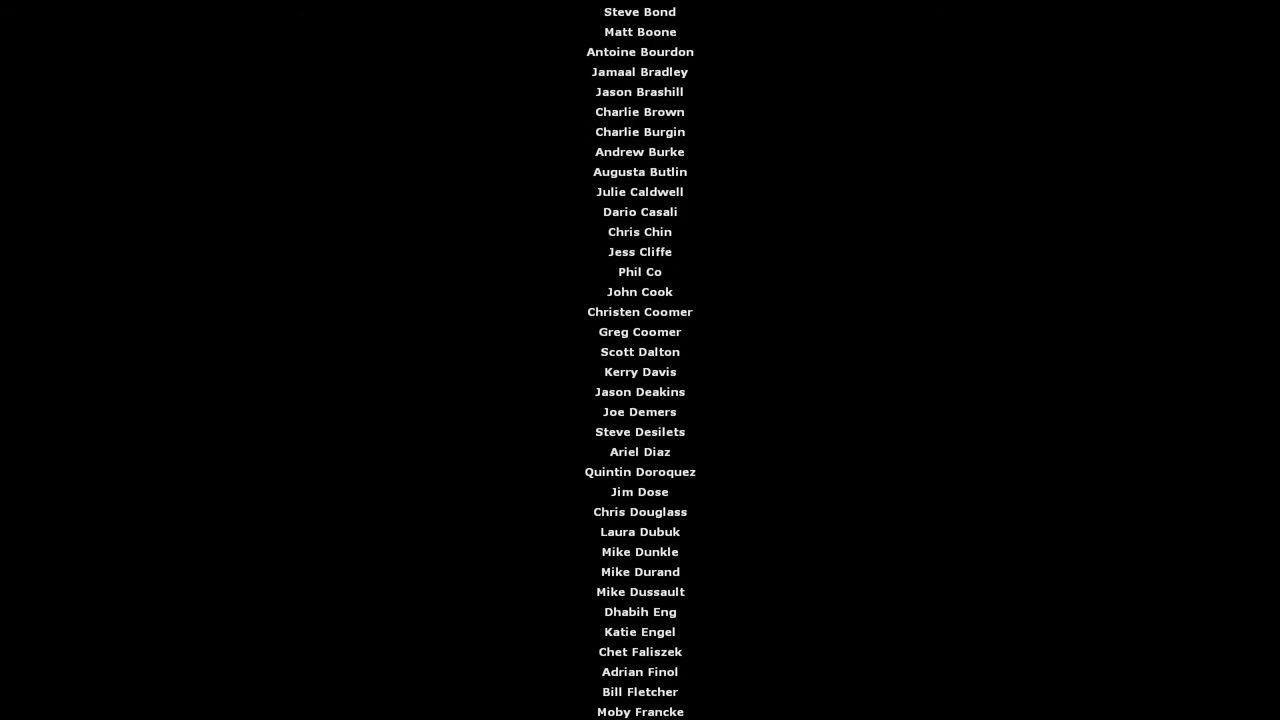 Steve Bond
Matt Boone
Antoine Bourdon
Jamaal Bradley
Jason Brashill
Charlie Brown
Charlie Burgin
Andrew Burke
Augusta Butlin
Julie Caldwell
Dario Casali
Chris Chin
Jess Cliffe
Phil Co
John Cook
Christen Coomer
Greg Coomer
Scott Dalton
Kerry Davis
Jason Deakins
Joe Demers
Steve Desilets
Ariel Diaz
Quintin Doroquez
Jim Dose
Chris Douglass
Laura Dubuk
Mike Dunkle
Mike Durand
Mike Dussault
Dhabih Eng
Katie Engel
Chet Faliszek
Adrian Finol
Bill Fletcher
Moby Francke